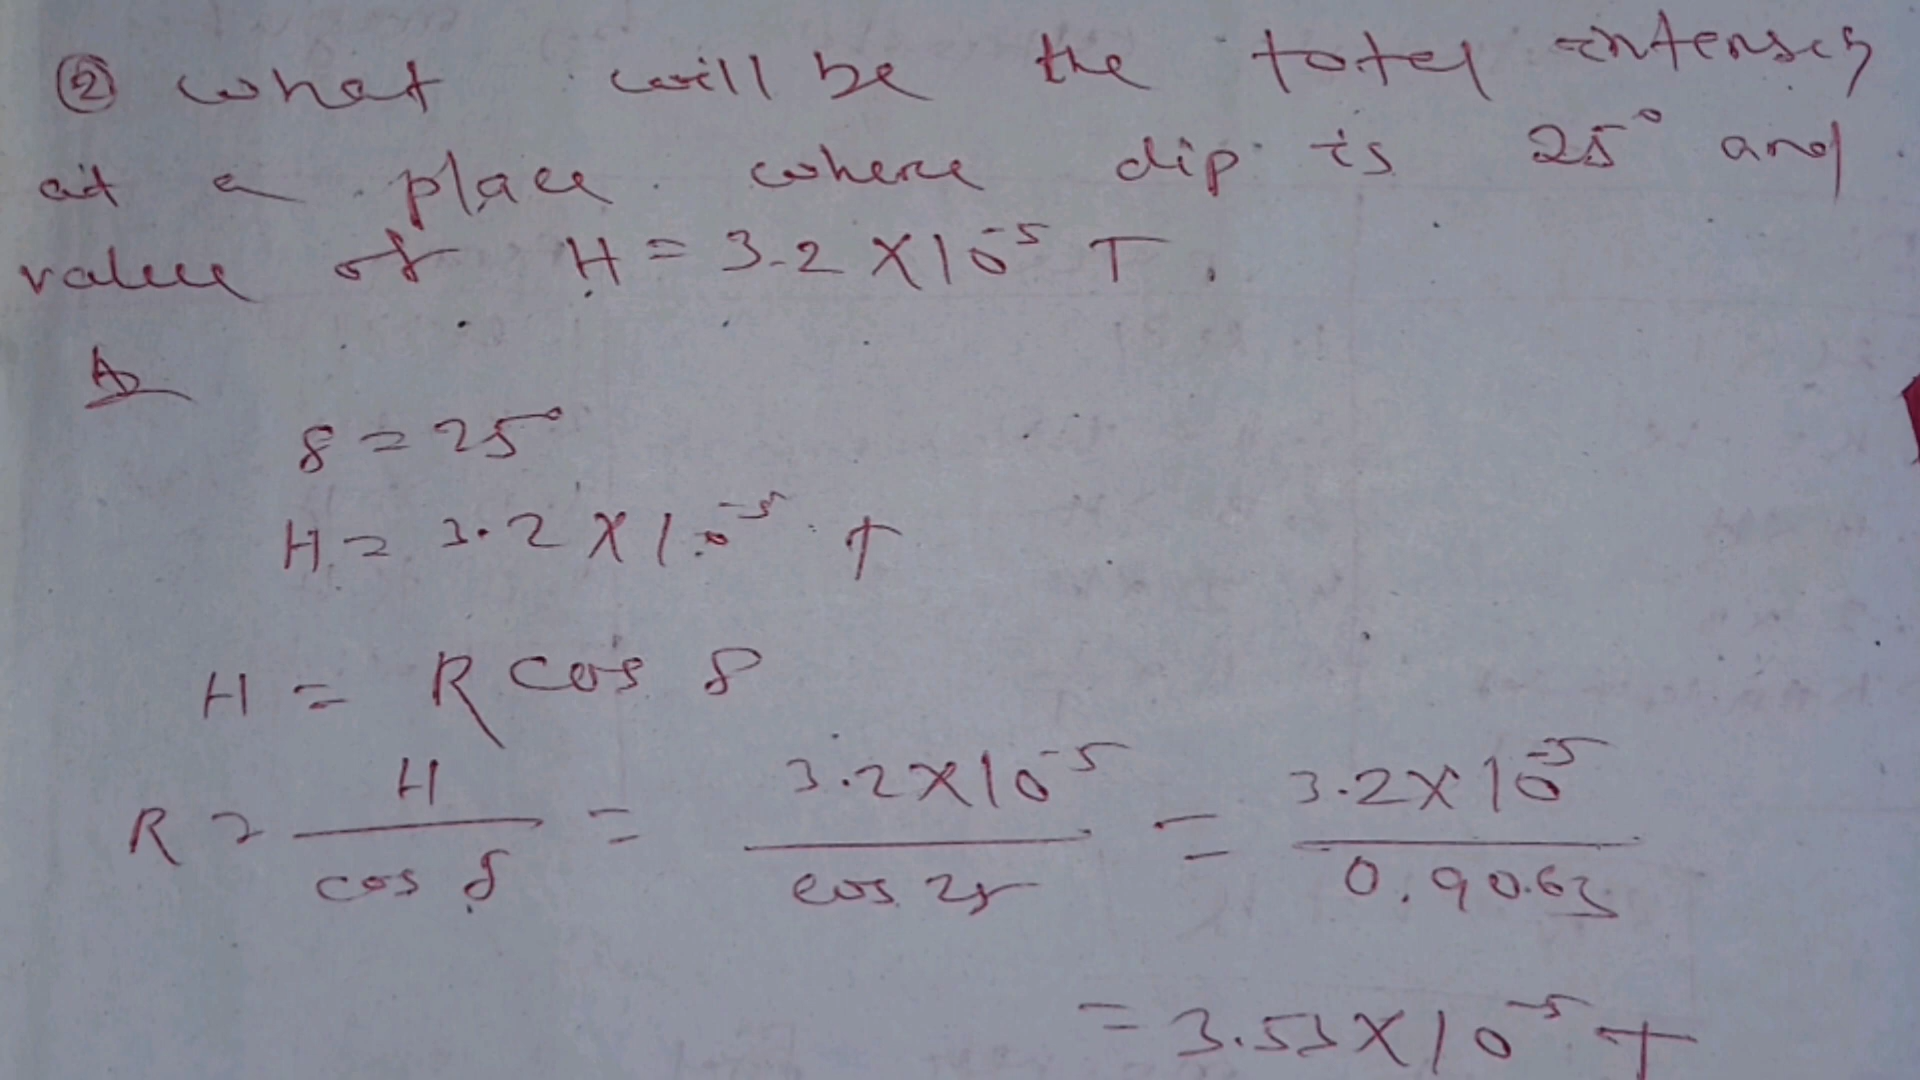 ② what will be the total intensity
at a place where dip is 25° and
value of H = 3.2 × 10⁻⁵ T.
δ = 25°
H = 3.2 × 10⁻⁵ T
H = R cos δ
R = H / cos δ = 3.2 × 10⁻⁵ / cos 25 = 3.2 × 10⁻⁵ / 0.9063
= 3.53 × 10⁻⁵ T